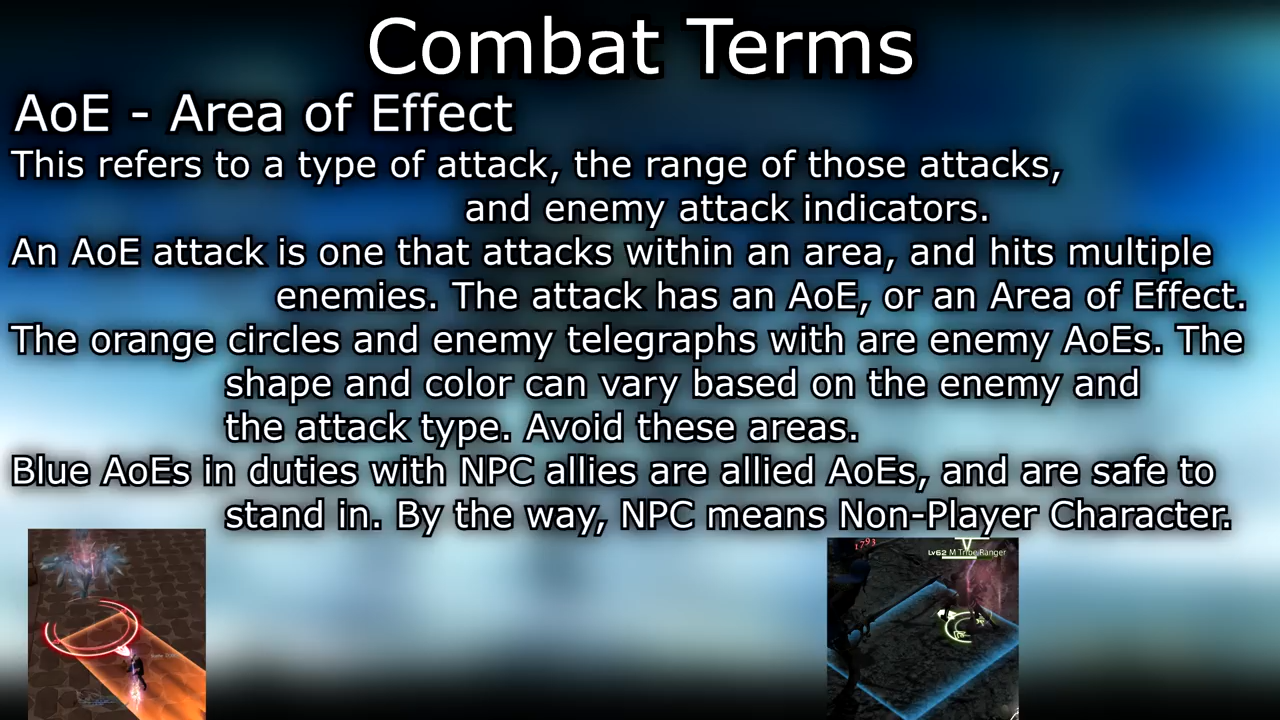 Combat Terms
AoE - Area of Effect
This refers to a type of attack, the range of those attacks,
and enemy attack indicators.
An AoE attack is one that attacks within an area, and hits multiple
enemies. The attack has an AoE, or an Area of Effect.
The orange circles and enemy telegraphs with are enemy AoEs. The
shape and color can vary based on the enemy and
the attack type. Avoid these areas.
Blue AoEs in duties with NPC allies are allied AoEs, and are safe to
stand in. By the way, NPC means Non-Player Character.
1793
Lv62 M Tribe Ranger